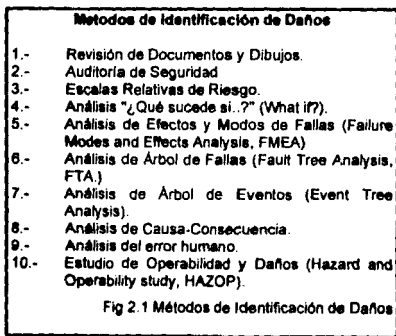 Metodos de Identificación de Daños
1.- Revisión de Documentos y Dibujos.
2.- Auditoría de Seguridad
3.- Escalas Relativas de Riesgo.
4.- Análisis "¿Qué sucede si..?" (What if?).
5.- Análisis de Efectos y Modos de Fallas (Failure
Modes and Effects Analysis, FMEA)
6.- Análisis de Árbol de Fallas (Fault Tree Analysis,
FTA.)
7.- Análisis de Árbol de Eventos (Event Tree
Analysis).
8.- Análisis de Causa-Consecuencia.
9.- Análisis del error humano.
10.- Estudio de Operabilidad y Daños (Hazard and
Operability study, HAZOP).
Fig 2.1 Métodos de Identificación de Daños